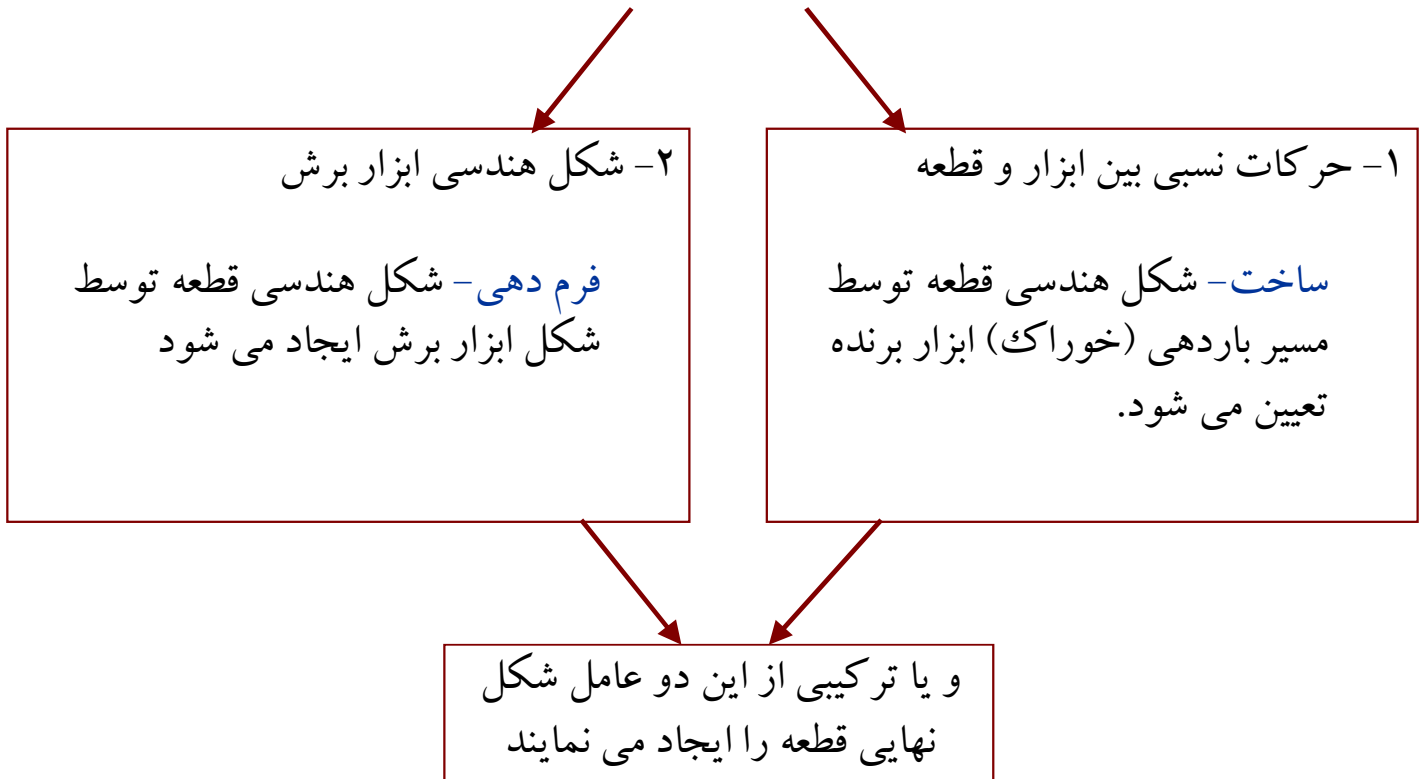 ۱- حركات نسبی بین ابزار و قطعه
ساخت- شکل هندسی قطعه توسط
مسیر باردهی (خوراك) ابزار برنده
تعیین می شود.
۲- شکل هندسی ابزار برش
فرم دهی- شکل هندسی قطعه توسط
شکل ابزار برش ایجاد می شود
و یا ترکیبی از این دو عامل شکل
نهایی قطعه را ایجاد می نمایند